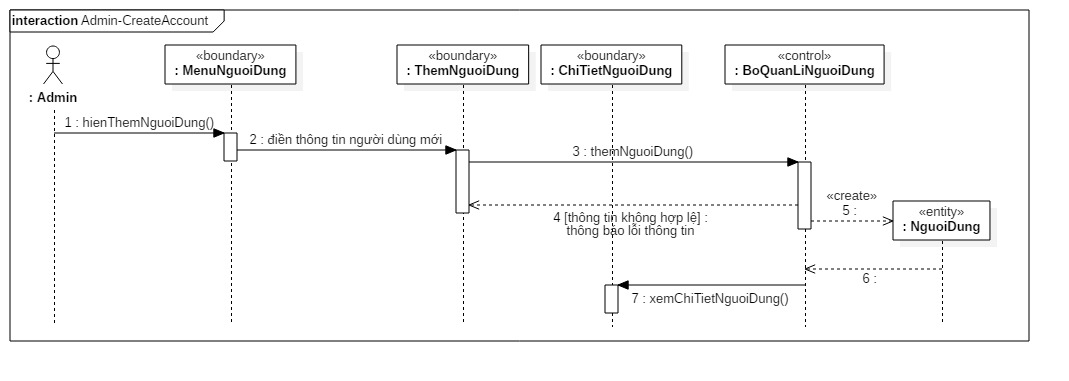 interaction Admin-CreateAccount
: Admin
«boundary»
: MenuNguoiDung
«boundary»
: ThemNguoiDung
«boundary»
: ChiTietNguoiDung
«control»
: BoQuanLiNguoiDung
1 : hienThemNguoiDung()
2 : điền thông tin người dùng mới
3 : themNguoiDung()
4 [thông tin không hợp lệ] :
thông báo lỗi thông tin
«create»
5 :
«entity»
: NguoiDung
6 :
7 : xemChiTietNguoiDung()